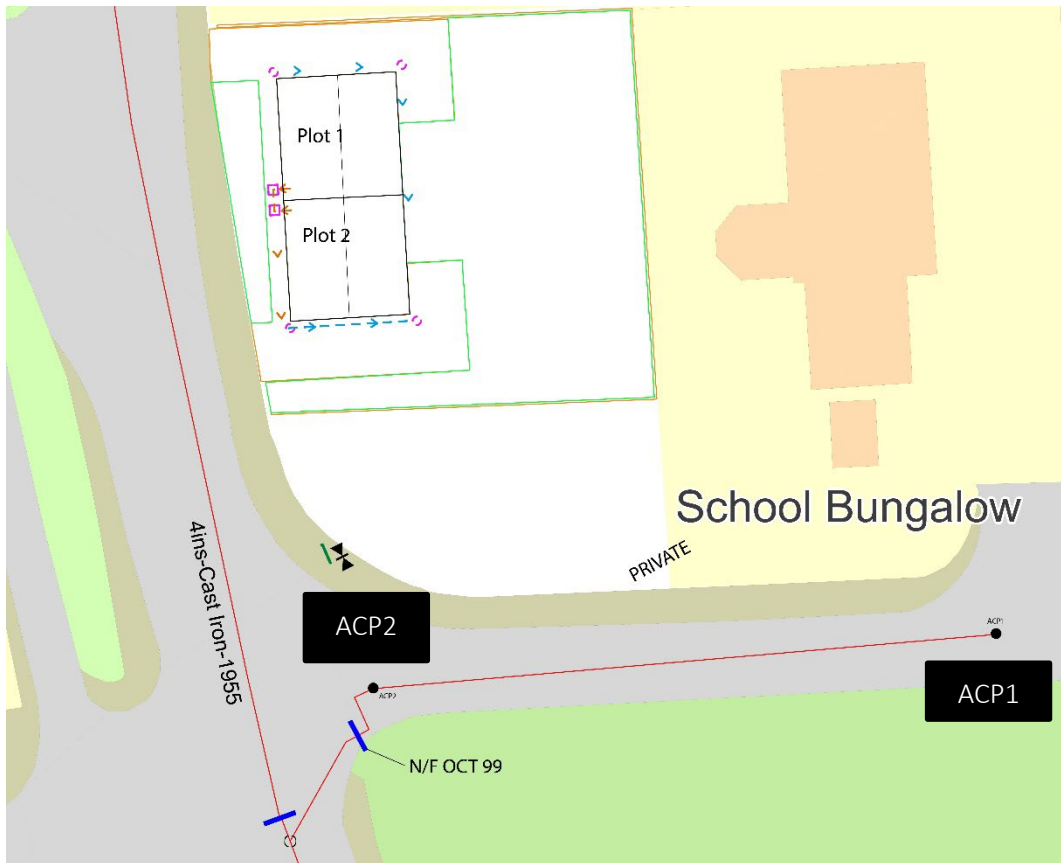 Plot 1
Plot 2
School Bungalow
PRIVATE
4ins-Cast Iron-1955
ACP2
ACP1
ACP2
ACP1
N/F OCT 99